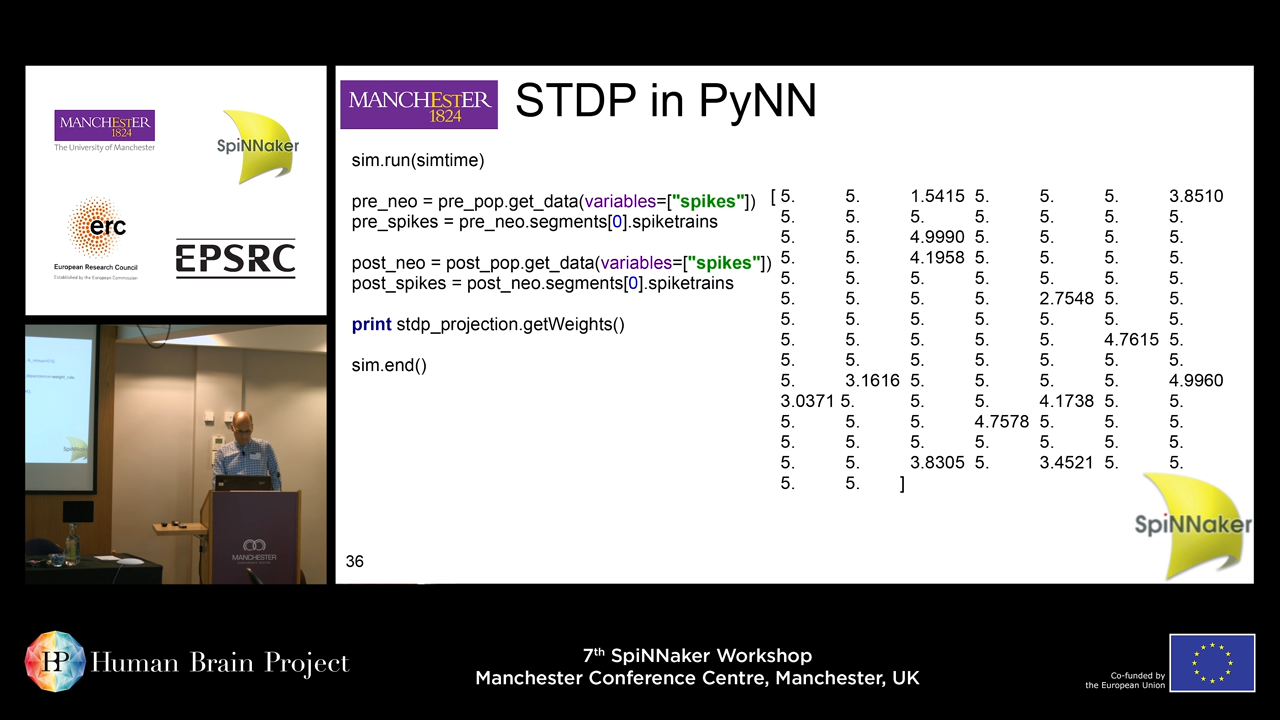 MANCHESTER
1824
The University of Manchester
SpiNNaker
erc
European Research Council
Established by the European Commission
EPSRC
MANCHESTER
1824
STDP in PyNN
sim.run(simtime)
pre_neo = pre_pop.get_data(variables=["spikes"])
pre_spikes = pre_neo.segments[0].spiketrains
post_neo = post_pop.get_data(variables=["spikes"])
post_spikes = post_neo.segments[0].spiketrains
print stdp_projection.getWeights()
sim.end()
[ 5. 5. 1.5415 5. 5. 5. 3.8510
5. 5. 5. 5. 5. 5. 5.
5. 5. 4.9990 5. 5. 5. 5.
5. 5. 4.1958 5. 5. 5. 5.
5. 5. 5. 5. 5. 5. 5.
5. 5. 5. 5. 2.7548 5. 5.
5. 5. 5. 5. 5. 5. 5.
5. 5. 5. 5. 5. 4.7615 5.
5. 5. 5. 5. 5. 5. 5.
5. 3.1616 5. 5. 5. 5. 4.9960
3.0371 5. 5. 5. 4.1738 5. 5.
5. 5. 5. 4.7578 5. 5. 5.
5. 5. 5. 5. 5. 5. 5.
5. 5. 3.8305 5. 3.4521 5. 5.
5. 5. ]
SpiNNaker
36
MANCHESTER
HP Human Brain Project
7th SpiNNaker Workshop
Manchester Conference Centre, Manchester, UK
Co-funded by
the European Union